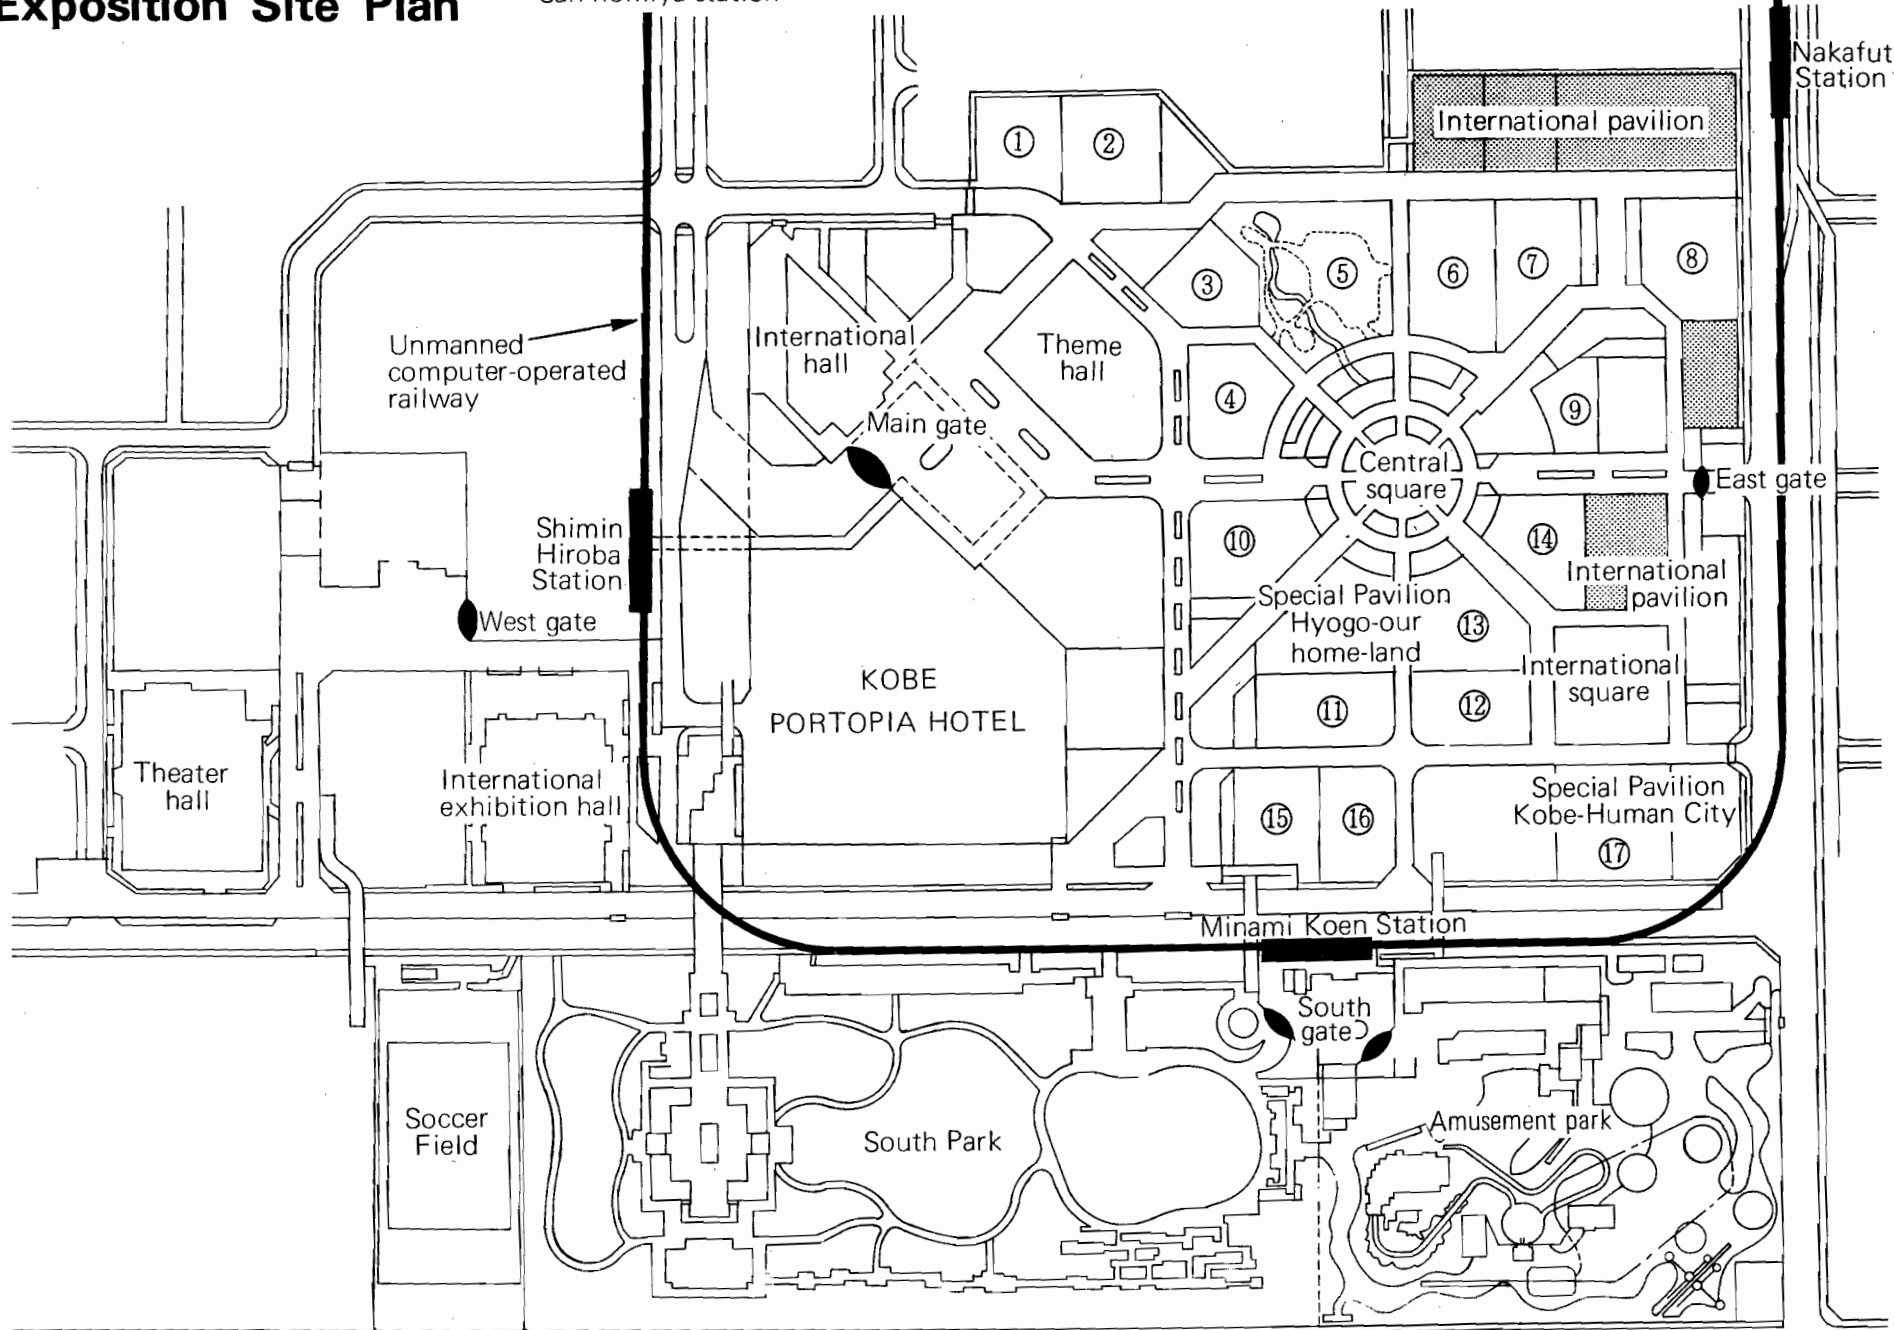 Exposition Site Plan
Nakafut
Station
International pavilion
①
②
③
④
⑤
⑥
⑦
⑧
⑨
Unmanned
computer-operated
railway
International
hall
Theme
hall
Main gate
Central
square
East gate
Shimin
Hiroba
Station
West gate
⑩
⑭
International
pavilion
Special Pavilion
Hyogo-our
home-land
⑬
International
square
KOBE
PORTOPIA HOTEL
⑪
⑫
Theater
hall
International
exhibition hall
Special Pavilion
Kobe-Human City
⑮
⑯
⑰
Minami Koen Station
South
gate
Soccer
Field
South Park
Amusement park